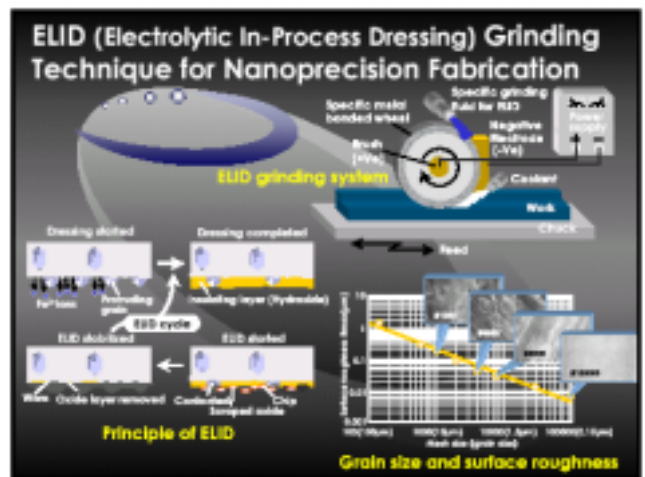 ELID (Electrolytic In-Process Dressing) Grinding
Technique for Nanoprecision Fabrication
Specific grinding
fluid for ELID
Specific metal
bonded wheel
Power
supply
Negative
Electrode
(-Ve)
Brush
(+Ve)
ELID grinding system
Coolant
Work
Chuck
Feed
Dressing started
Dressing completed
Protruding
grain
Insulating layer (Hydroxide)
ELID cycle
ELID stabilized
ELID started
Wear
Oxide layer removed
Scraped oxide
Chip
Principle of ELID
Mesh size (grain size)
Grain size and surface roughness